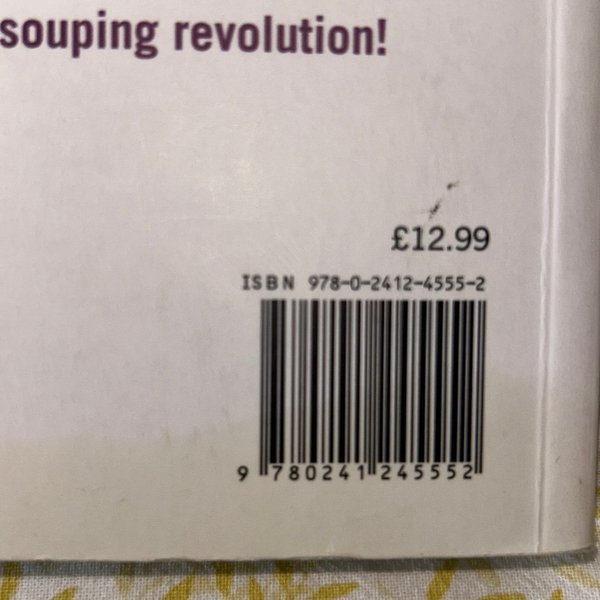 souping revolution!
£12.99
ISBN 978-0-2412-4555-2
9 780241 245552